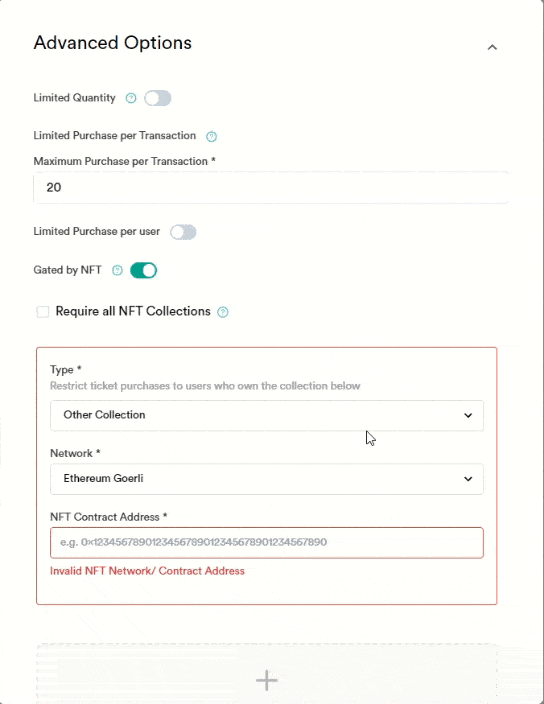 Advanced Options
Limited Quantity
Limited Purchase per Transaction
Maximum Purchase per Transaction *
20
Limited Purchase per user
Gated by NFT
Require all NFT Collections
Type *
Restrict ticket purchases to users who own the collection below
Other Collection
Network *
Ethereum Goerli
NFT Contract Address *
e.g. 0x1234567890123456789012345678901234567890
Invalid NFT Network/ Contract Address